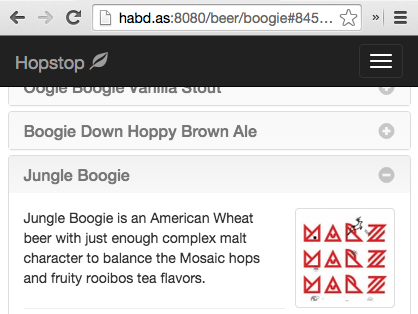 habd.as:8080/beer/boogie#845...
Hopstop
Oogie Boogie Vanilla Stout
Boogie Down Hoppy Brown Ale
Jungle Boogie
Jungle Boogie is an American Wheat
beer with just enough complex malt
character to balance the Mosaic hops
and fruity rooibos tea flavors.